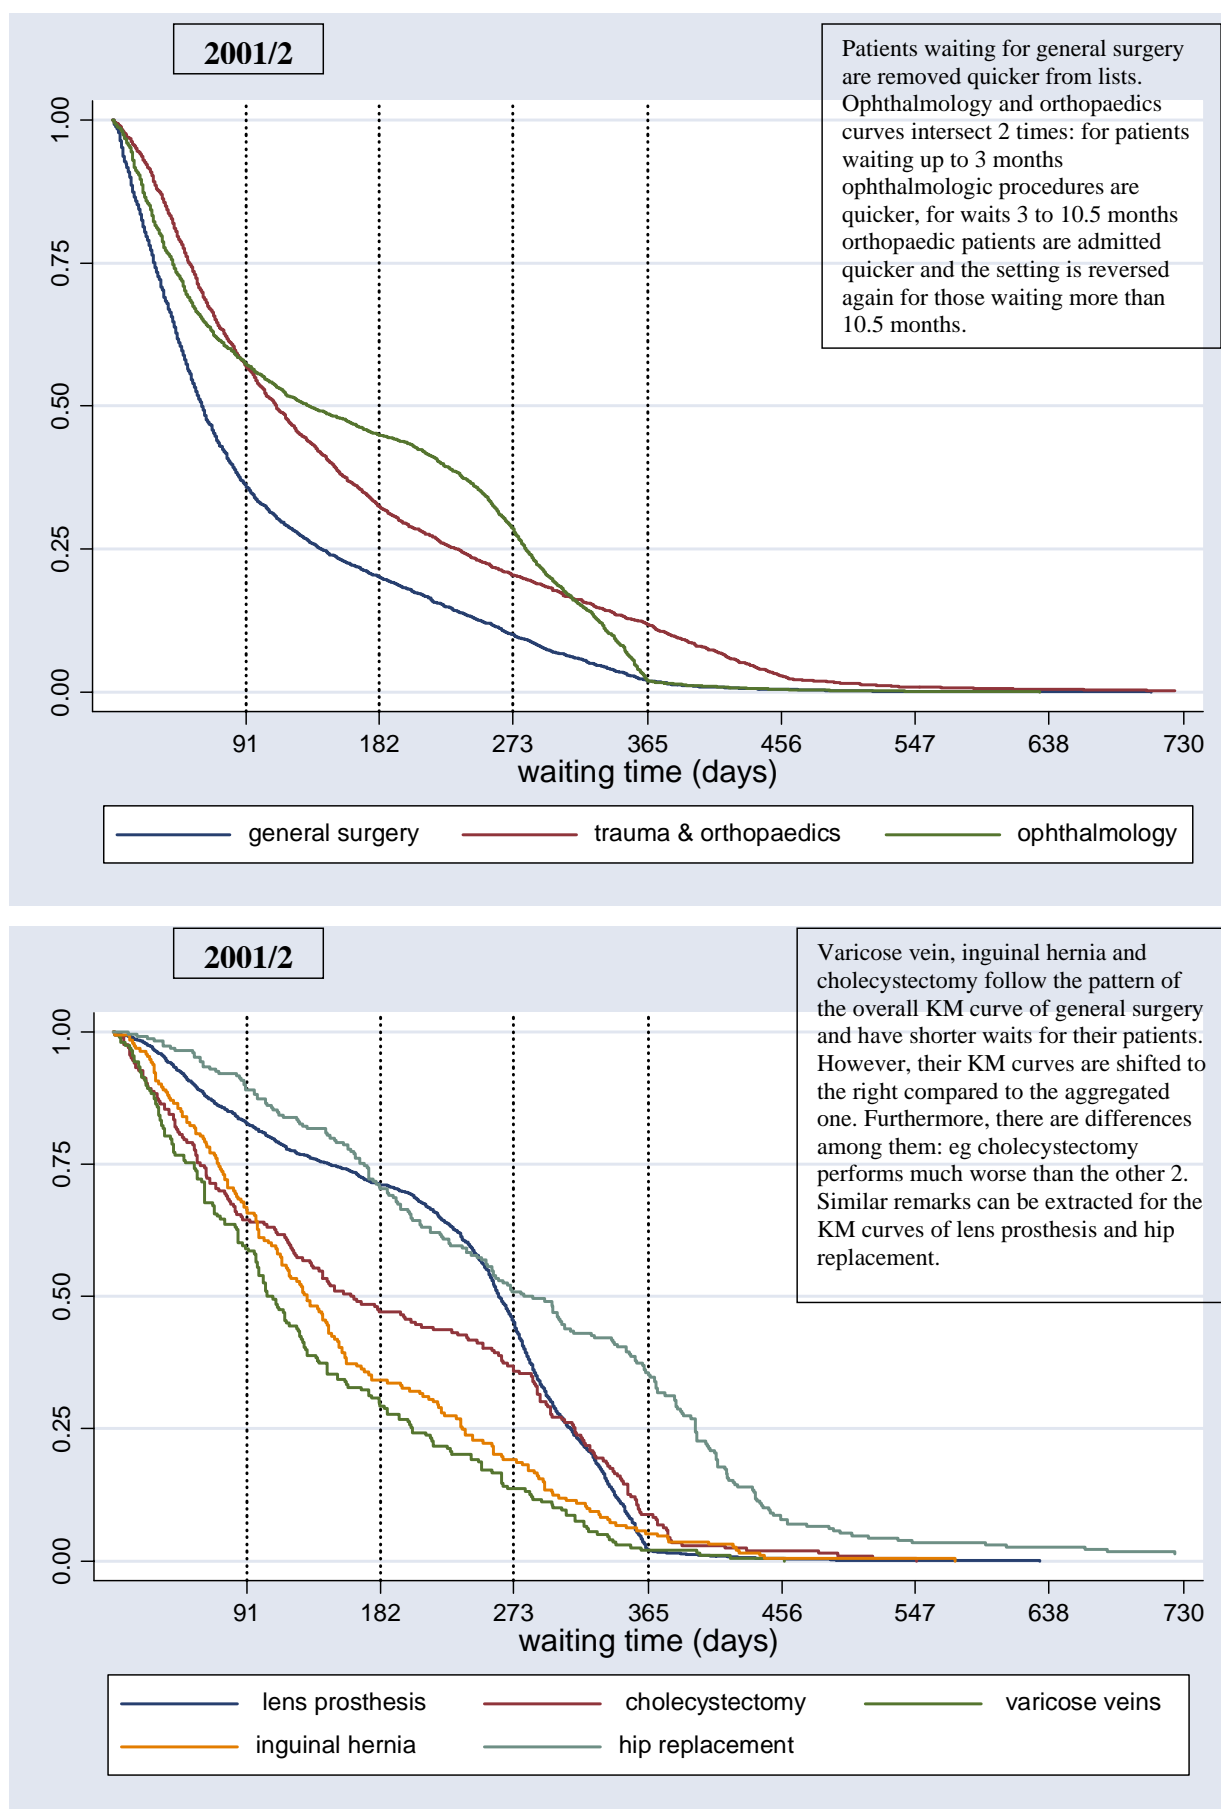 2001/2
Patients waiting for general surgery
are removed quicker from lists.
Ophthalmology and orthopaedics
curves intersect 2 times: for patients
waiting up to 3 months
ophthalmologic procedures are
quicker, for waits 3 to 10.5 months
orthopaedic patients are admitted
quicker and the setting is reversed
again for those waiting more than
10.5 months.
1.00
0.75
0.50
0.25
0.00
91 182 273 365 456 547 638 730
waiting time (days)
general surgery trauma & orthopaedics ophthalmology
2001/2
Varicose vein, inguinal hernia and
cholecystectomy follow the pattern of
the overall KM curve of general surgery
and have shorter waits for their patients.
However, their KM curves are shifted to
the right compared to the aggregated
one. Furthermore, there are differences
among them: eg cholecystectomy
performs much worse than the other 2.
Similar remarks can be extracted for the
KM curves of lens prosthesis and hip
replacement.
1.00
0.75
0.50
0.25
0.00
91 182 273 365 456 547 638 730
waiting time (days)
lens prosthesis cholecystectomy varicose veins
inguinal hernia hip replacement